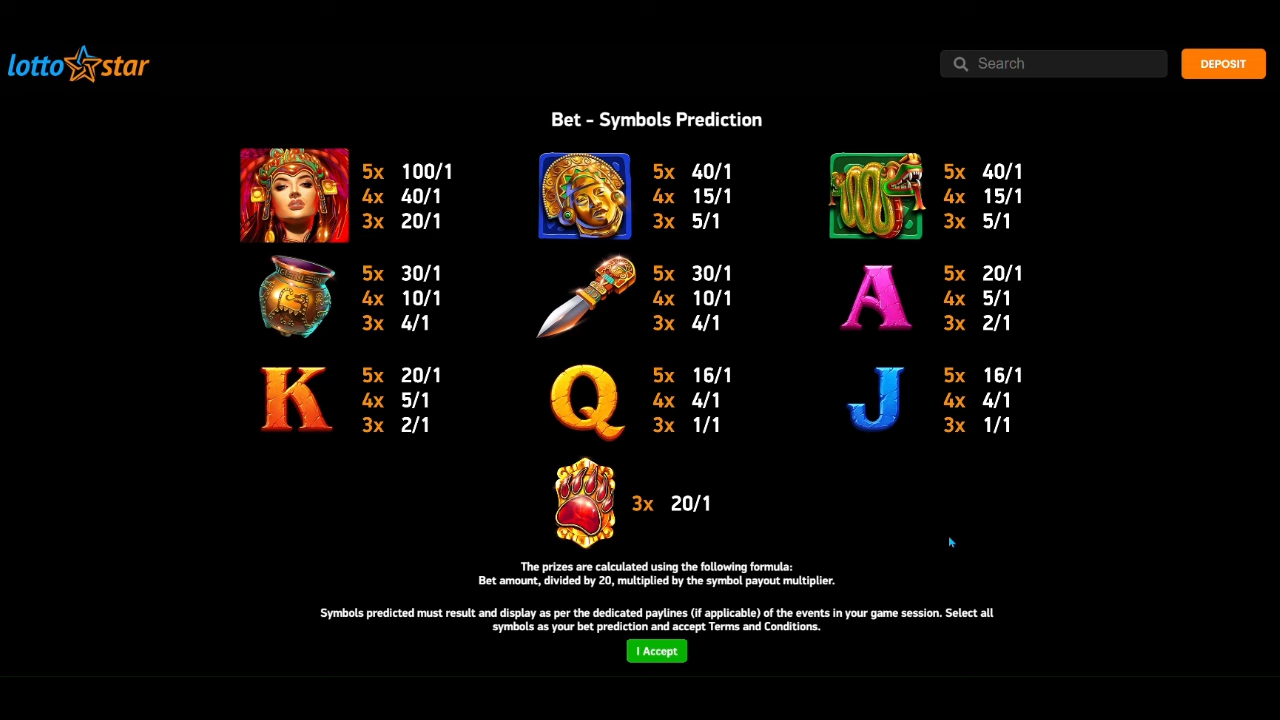 lotto star
Search
DEPOSIT
Bet - Symbols Prediction
5x 100/1
4x 40/1
3x 20/1
5x 40/1
4x 15/1
3x 5/1
5x 40/1
4x 15/1
3x 5/1
5x 30/1
4x 10/1
3x 4/1
5x 30/1
4x 10/1
3x 4/1
A
5x 20/1
4x 5/1
3x 2/1
K
5x 20/1
4x 5/1
3x 2/1
Q
5x 16/1
4x 4/1
3x 1/1
J
5x 16/1
4x 4/1
3x 1/1
3x 20/1
The prizes are calculated using the following formula:
Bet amount, divided by 20, multiplied by the symbol payout multiplier.
Symbols predicted must result and display as per the dedicated paylines (if applicable) of the events in your game session. Select all
symbols as your bet prediction and accept Terms and Conditions.
I Accept